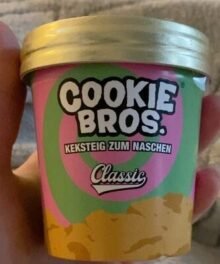 COOKIE
BROS.
KEKSTEIG ZUM NASCHEN
Classic